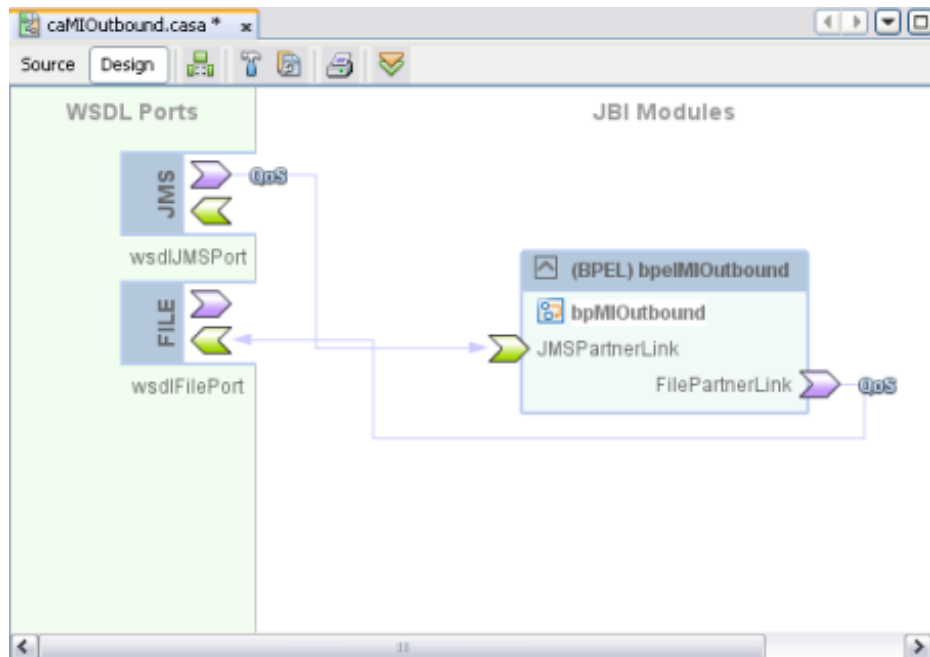 caMIOutbound.casa *
Source Design
WSDL Ports
JBI Modules
JMS
QoS
wsdlJMSPort
FILE
wsdlFilePort
(BPEL) bpelMIOutbound
bpMIOutbound
JMSPartnerLink
FilePartnerLink
QoS